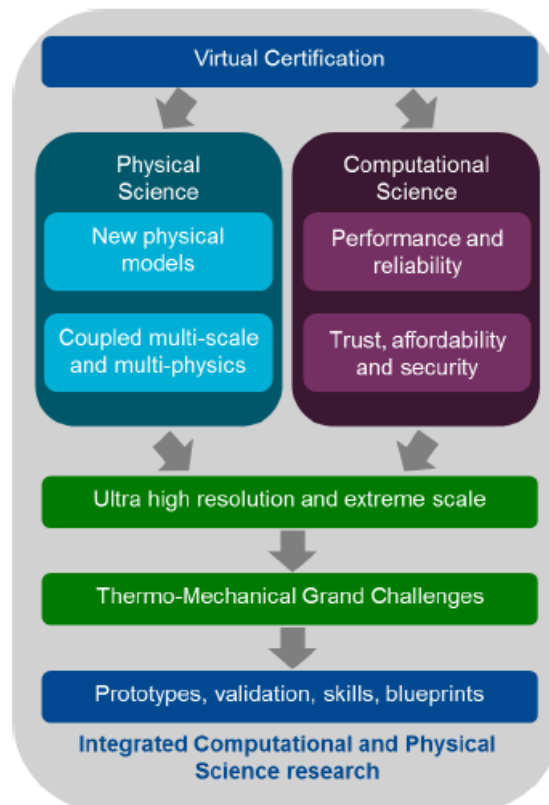 Virtual Certification
Physical
Science
New physical
models
Coupled multi-scale
and multi-physics
Computational
Science
Performance and
reliability
Trust, affordability
and security
Ultra high resolution and extreme scale
Thermo-Mechanical Grand Challenges
Prototypes, validation, skills, blueprints
Integrated Computational and Physical
Science research